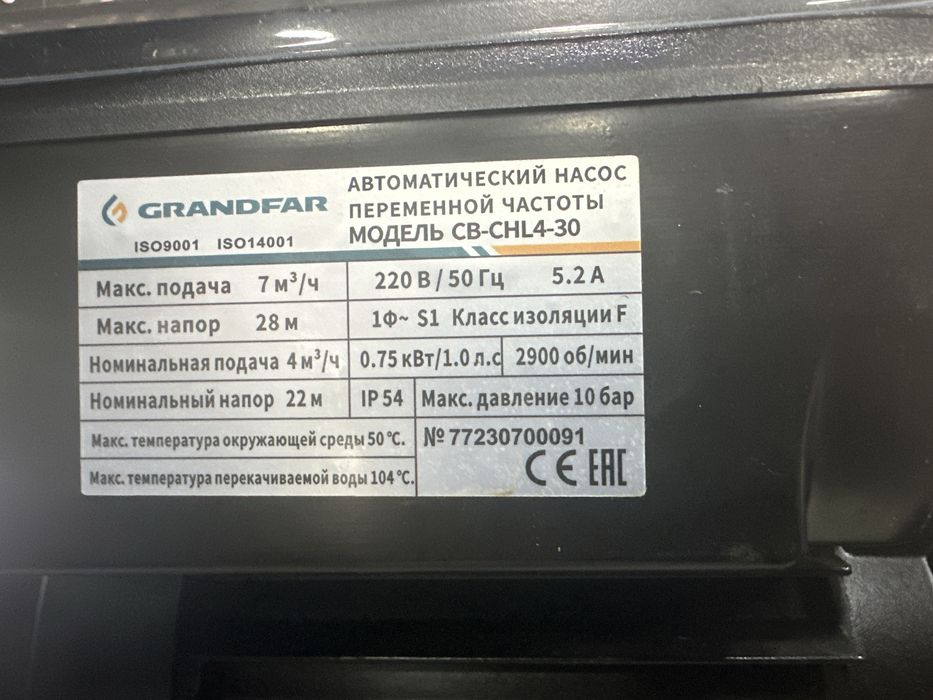 GRANDFAR
ISO9001 ISO14001
АВТОМАТИЧЕСКИЙ НАСОС
ПЕРЕМЕННОЙ ЧАСТОТЫ
МОДЕЛЬ CB-CHL4-30
Макс. подача 7 м³/ч
220 В / 50 Гц 5.2 А
Макс. напор 28 м
1Ф~ S1 Класс изоляции F
Номинальная подача 4 м³/ч
0.75 кВт/1.0 л.с
2900 об/мин
Номинальный напор 22 м
IP 54
Макс. давление 10 бар
Макс. температура окружающей среды 50 °C.
№ 77230700091
Макс. температура перекачиваемой воды 104 °C.
CE EAC